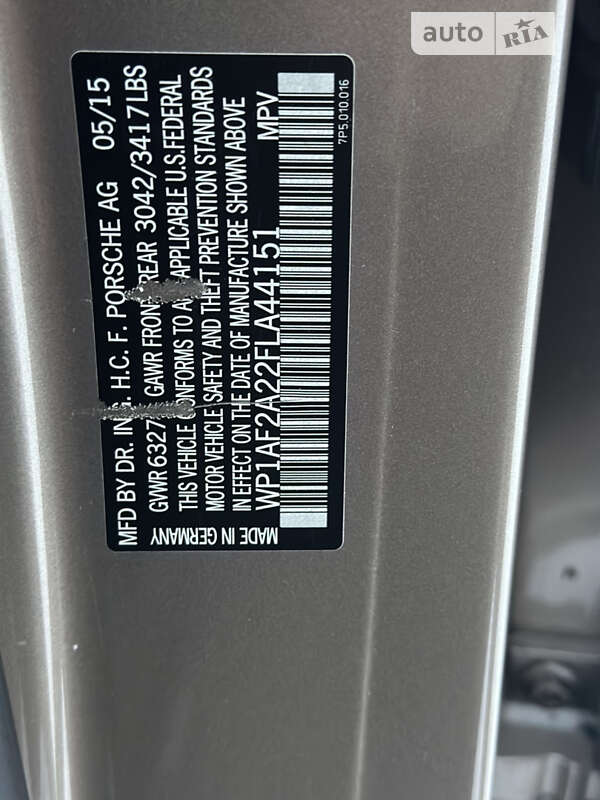 MFD BY DR. ING. H.C. F. PORSCHE AG 05/15
GWR 6327 GAWR FRONT/REAR 3042/3417LBS
THIS VEHICLE CONFORMS TO ALL APPLICABLE U.S.FEDERAL
MOTOR VEHICLE SAFETY AND THEFT PREVENTION STANDARDS
IN EFFECT ON THE DATE OF MANUFACTURE SHOWN ABOVE
WP1AF2A22FLA44151 MPV
MADE IN GERMANY
7P5.010.016
auto RIA